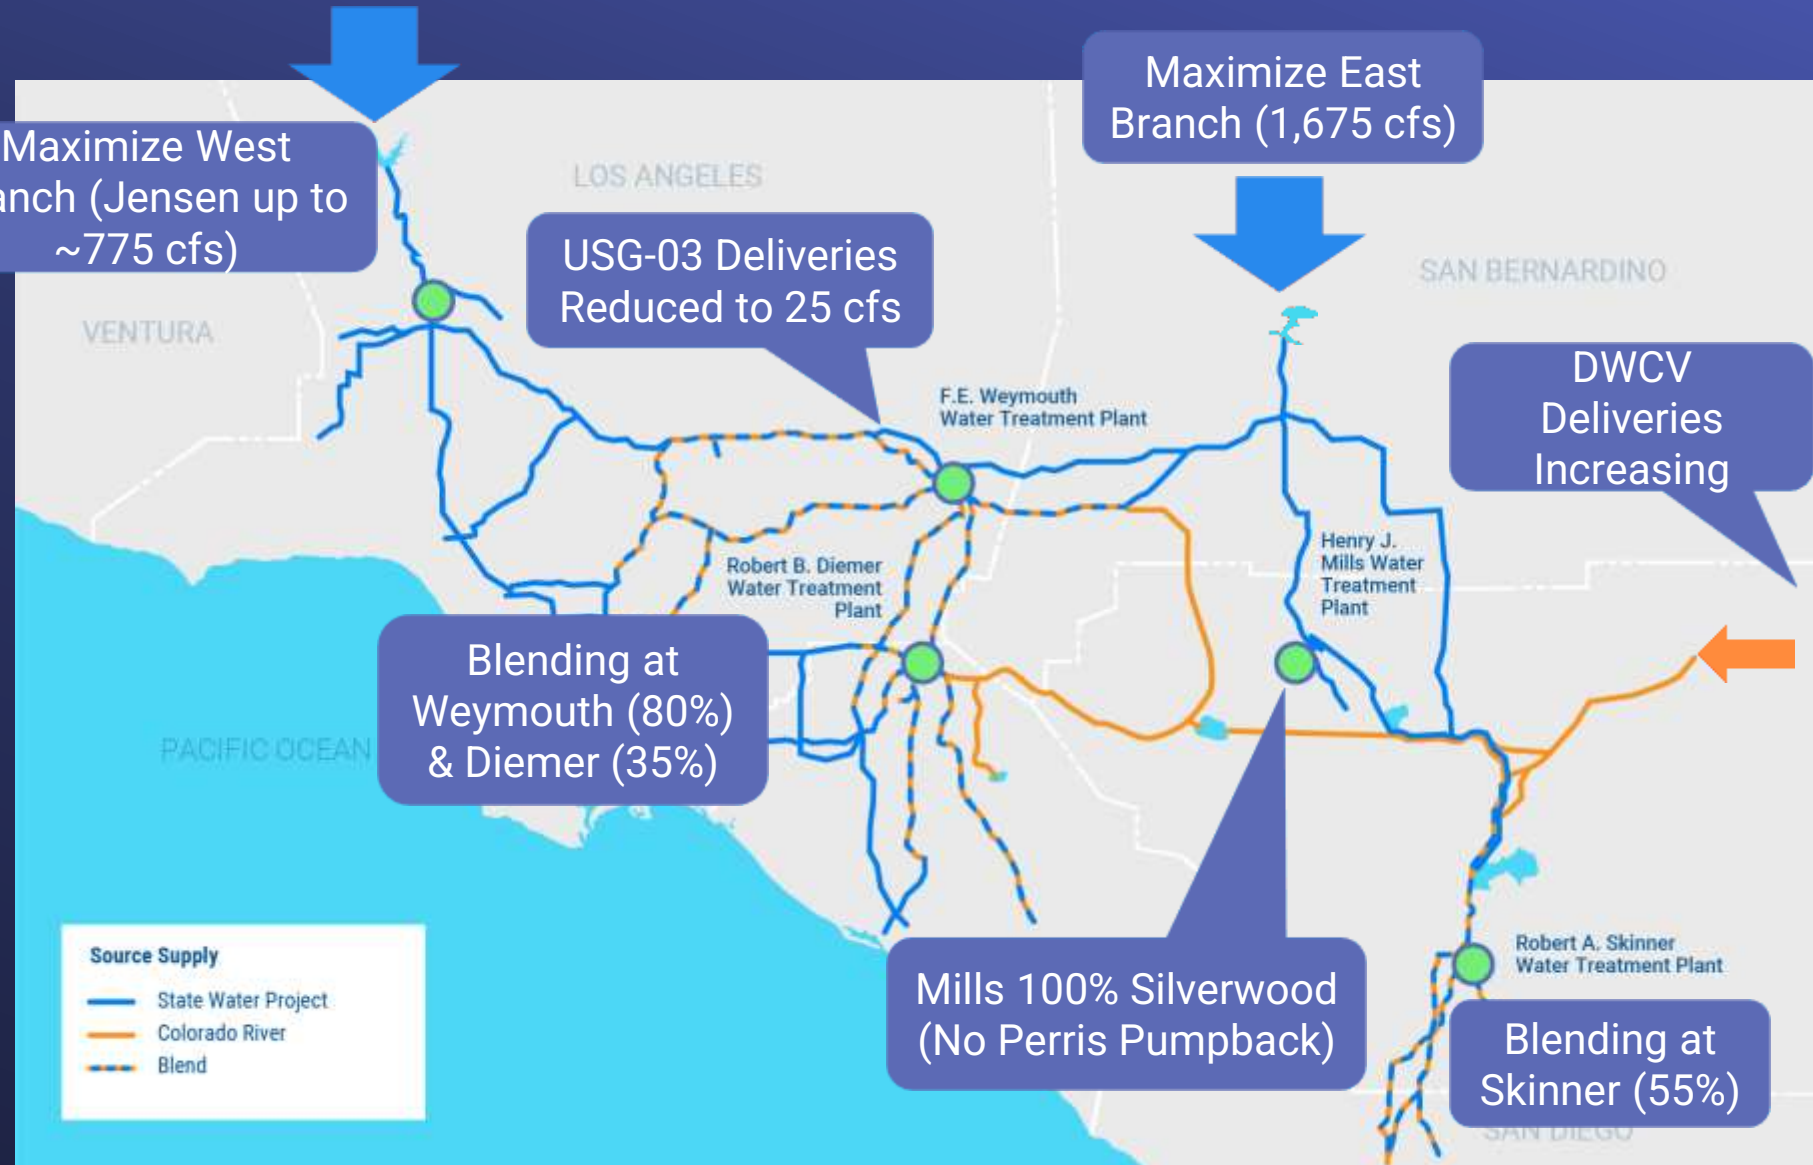 Maximize West
anch (Jensen up to
~775 cfs)
Maximize East
Branch (1,675 cfs)
LOS ANGELES
USG-03 Deliveries
Reduced to 25 cfs
SAN BERNARDINO
VENTURA
DWCV
Deliveries
Increasing
F.E. Weymouth
Water Treatment Plant
Henry J.
Mills Water
Treatment
Plant
Robert B. Diemer
Water Treatment
Plant
Blending at
Weymouth (80%)
& Diemer (35%)
PACIFIC OCEAN
Mills 100% Silverwood
(No Perris Pumpback)
Robert A. Skinner
Water Treatment Plant
Blending at
Skinner (55%)
SAN DIEGO
Source Supply
State Water Project
Colorado River
Blend